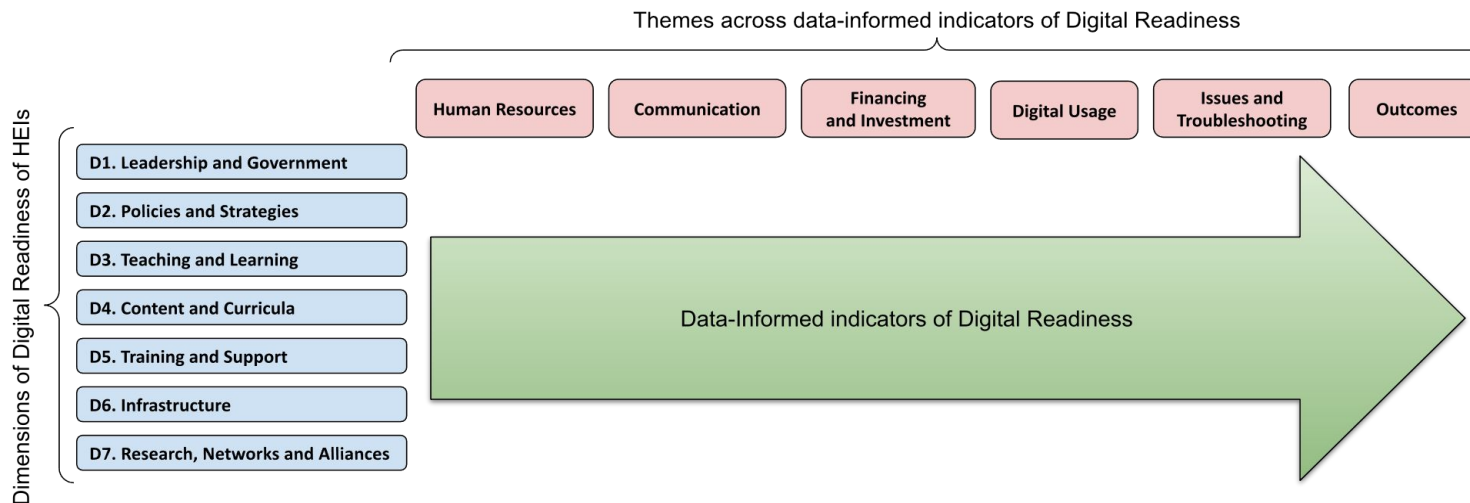 Themes across data-informed indicators of Digital Readiness
Human Resources
Communication
Financing
and Investment
Digital Usage
Issues and
Troubleshooting
Outcomes
Dimensions of Digital Readiness of HEIs
D1. Leadership and Government
D2. Policies and Strategies
D3. Teaching and Learning
D4. Content and Curricula
D5. Training and Support
D6. Infrastructure
D7. Research, Networks and Alliances
Data-Informed indicators of Digital Readiness